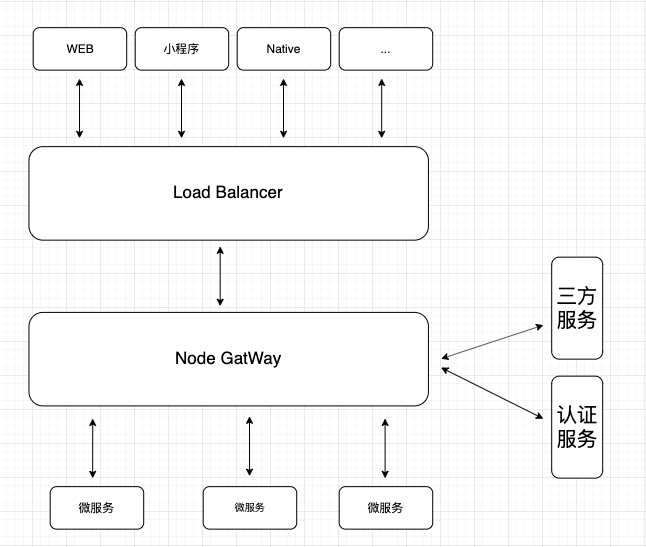 WEB
小程序
Native
...
Load Balancer
三方
服务
Node GatWay
认证
服务
微服务
微服务
微服务